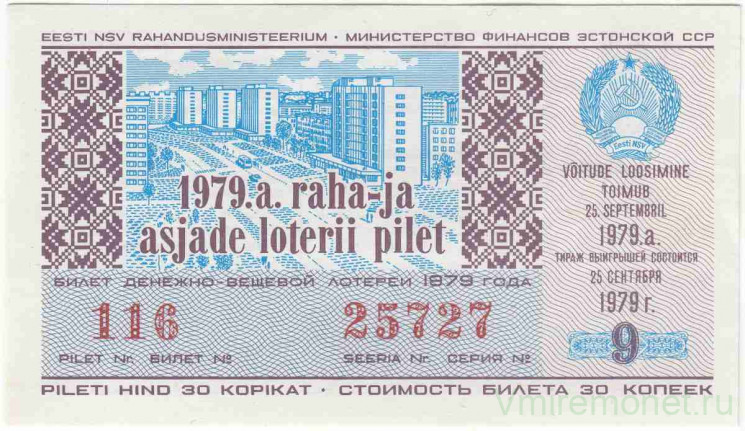 EESTI NSV RAHANDUSMINISTEERIUM · МИНИСТЕРСТВО ФИНАНСОВ ЭСТОНСКОЙ ССР
Eesti NSV
1979.a. raha-ja
asjade loterii pilet
БИЛЕТ ДЕНЕЖНО-ВЕЩЕВОЙ ЛОТЕРЕИ 1979 ГОДА
116 25727
PILET Nr. БИЛЕТ № SEERIA Nr. СЕРИЯ №
VÕITUDE LOOSIMINE
TOIMUB
25. SEPTEMBRIL
1979.a.
ТИРАЖ ВЫИГРЫШЕЙ СОСТОИТСЯ
25 СЕНТЯБРЯ
1979 г.
9
PILETI HIND 30 KOPIKAT · СТОИМОСТЬ БИЛЕТА 30 КОПЕЕК
vmiremonet.ru